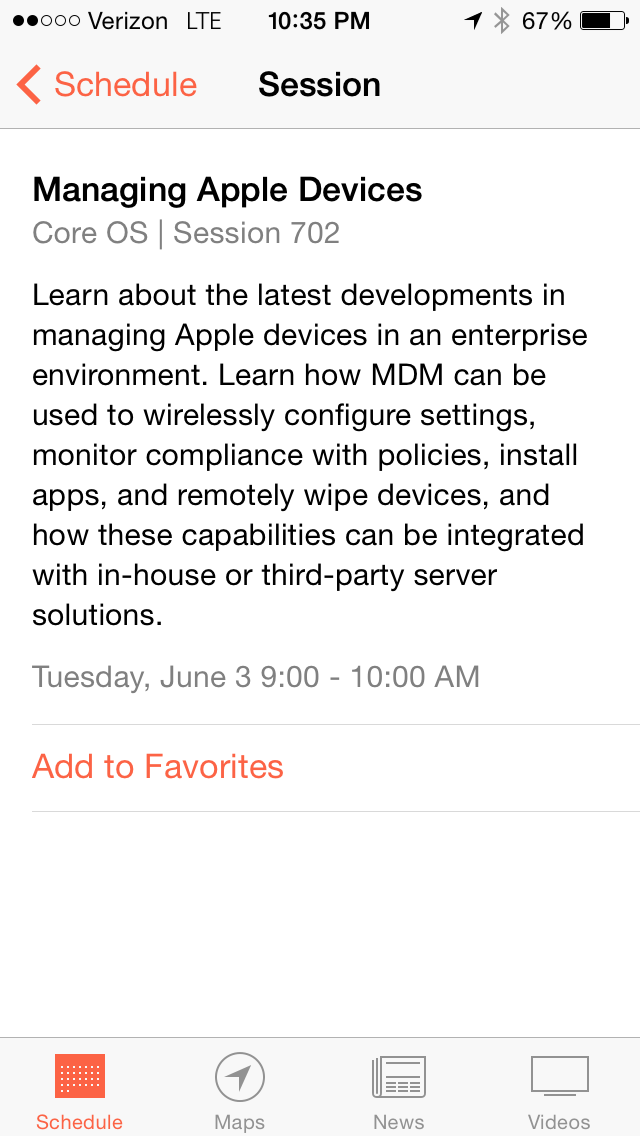 Verizon LTE 10:35 PM 67%
Schedule Session
Managing Apple Devices
Core OS | Session 702
Learn about the latest developments in
managing Apple devices in an enterprise
environment. Learn how MDM can be
used to wirelessly configure settings,
monitor compliance with policies, install
apps, and remotely wipe devices, and
how these capabilities can be integrated
with in-house or third-party server
solutions.
Tuesday, June 3 9:00 - 10:00 AM
Add to Favorites
Schedule Maps News Videos